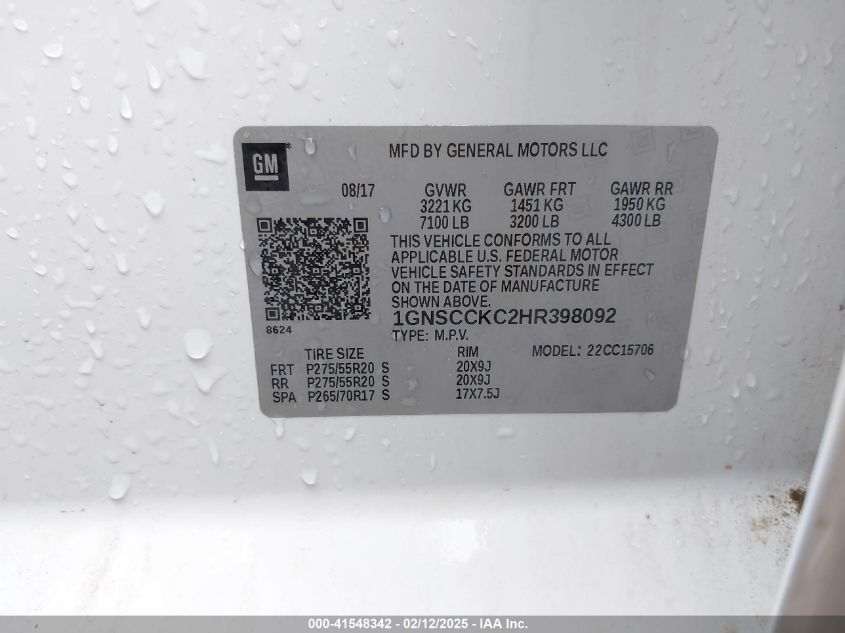 GM
MFD BY GENERAL MOTORS LLC
08/17 GVWR GAWR FRT GAWR RR
3221 KG 1451 KG 1950 KG
7100 LB 3200 LB 4300 LB
THIS VEHICLE CONFORMS TO ALL
APPLICABLE U.S. FEDERAL MOTOR
VEHICLE SAFETY STANDARDS IN EFFECT
ON THE DATE OF MANUFACTURE
SHOWN ABOVE.
8624
1GNSCCKC2HR398092
TYPE: M.P.V.
TIRE SIZE RIM MODEL: 22CC15706
FRT P275/55R20 S 20X9J
RR P275/55R20 S 20X9J
SPA P265/70R17 S 17X7.5J
000-41548342 - 02/12/2025 - IAA Inc.